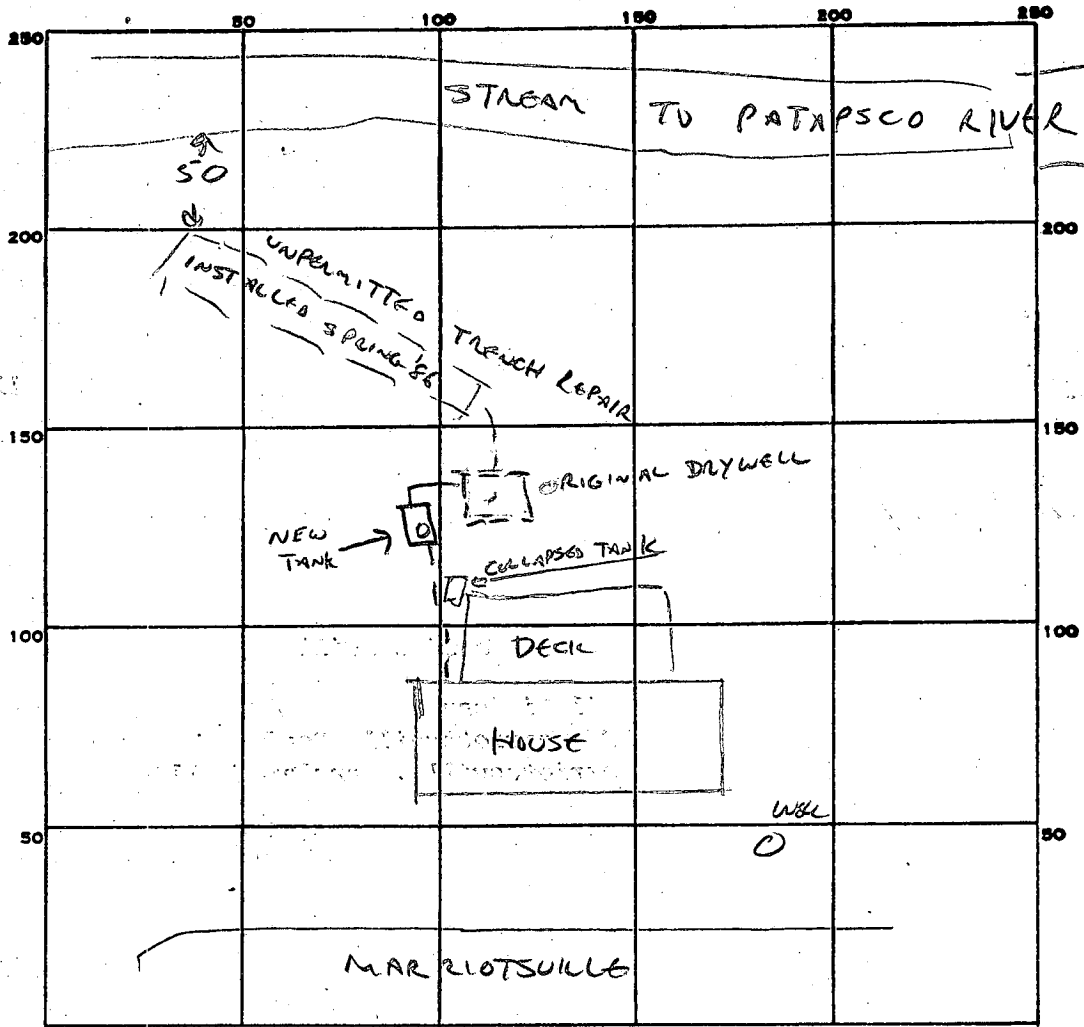 50 100 150 200 250
250
STREAM TO PATAPSCO RIVER
50
200 200
UNPERMITTED TRENCH REPAIR
INSTALLED SPRING '86
150 150
ORIGINAL DRYWELL
NEW
TANK
COLLAPSED TANK
100 100
DECK
HOUSE
WELL
50 50
MARRIOTSVILLE